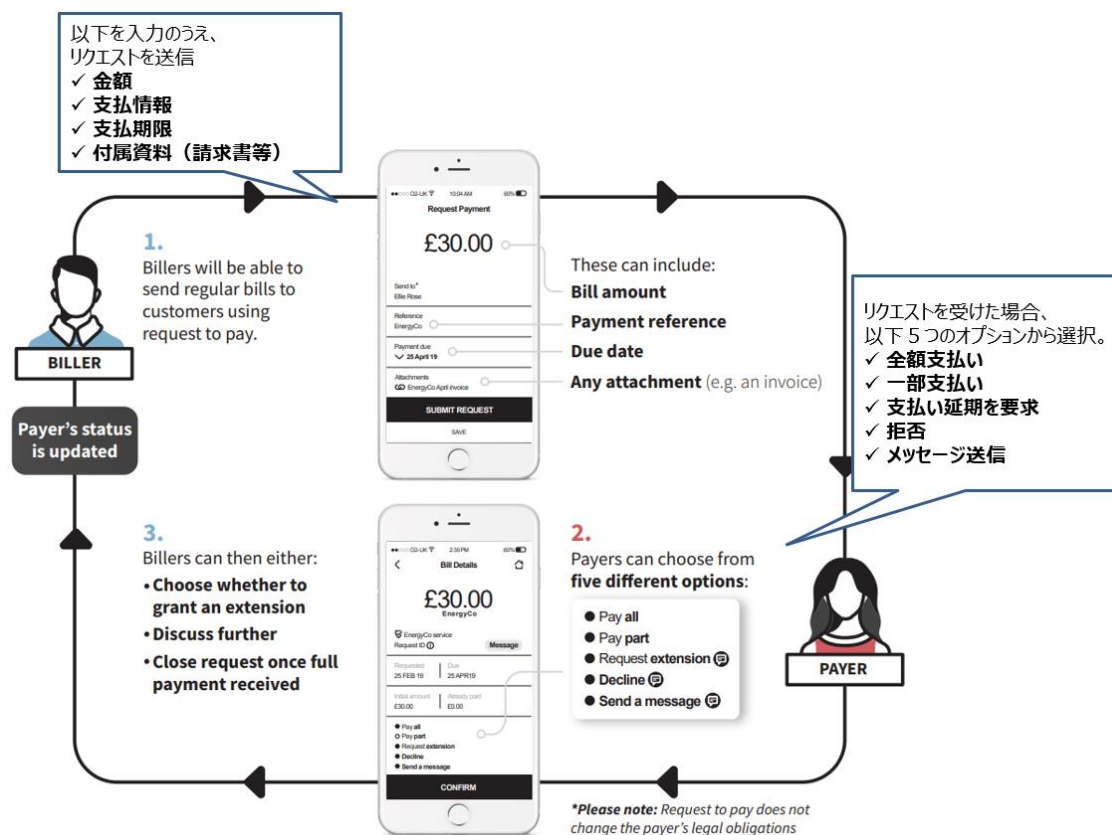 以下を入力のうえ、
リクエストを送信
✓ 金額
✓ 支払情報
✓ 支払期限
✓ 付属資料（請求書等）
1.
Billers will be able to
send regular bills to
customers using
request to pay.
BILLER
Payer's status
is updated
O2-UK 10:04 AM 60%
Request Payment
£30.00
Send to*
Ellie Rose
Reference
EnergyCo
Payment due
25 April 19
Attachments
EnergyCo April invoice
SUBMIT REQUEST
SAVE
These can include:
Bill amount
Payment reference
Due date
Any attachment (e.g. an invoice)
リクエストを受けた場合、
以下５つのオプションから選択。
✓ 全額支払い
✓ 一部支払い
✓ 支払い延期を要求
✓ 拒否
✓ メッセージ送信
PAYER
2.
Payers can choose from
five different options:
● Pay all
● Pay part
● Request extension
● Decline
● Send a message
3.
Billers can then either:
• Choose whether to
grant an extension
• Discuss further
• Close request once full
payment received
O2-UK 2:35 PM 60%
Bill Details
£30.00
EnergyCo
EnergyCo service
Request ID
Message
Requested Due
25 FEB 19 25 APR19
Initial amount Already paid
£30.00 £0.00
● Pay all
○ Pay part
● Request extension
● Decline
● Send a message
CONFIRM
*Please note: Request to pay does not
change the payer's legal obligations